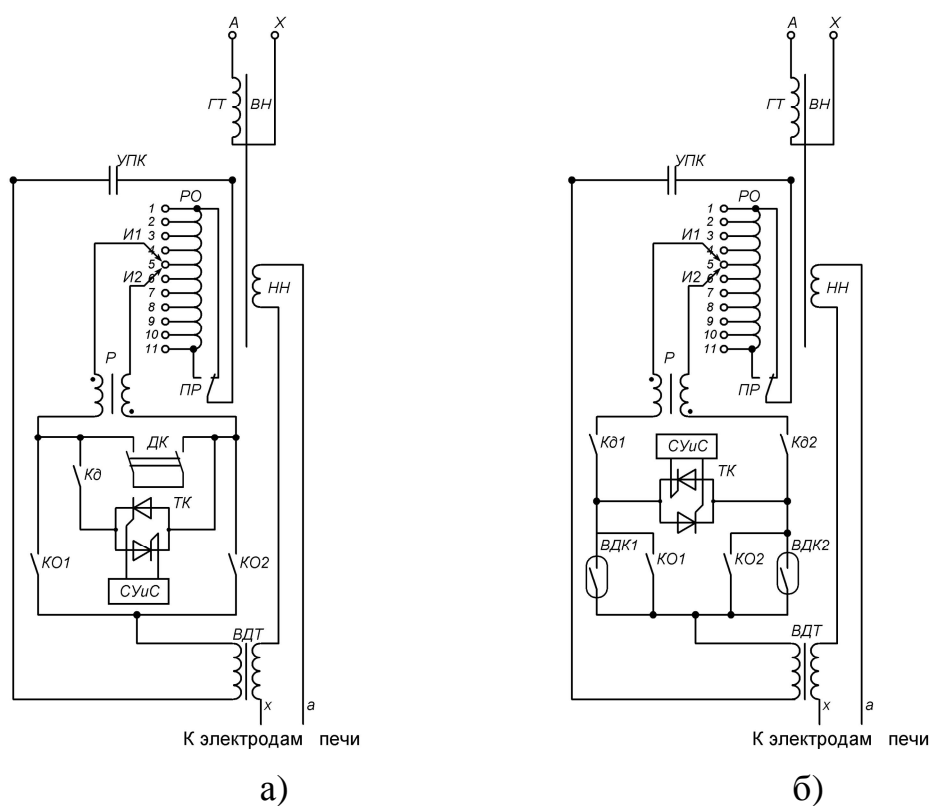 А Х
ГТ ВН
УПК
РО
1
2
3
И1
4
5
И2
6
7
НН
8
9
10
Р
11
ПР
ДК
Кд
ТК
КО1
КО2
СУиС
ВДТ
х а
К электродам печи
а)
А Х
ГТ ВН
УПК
РО
1
2
3
И1
4
5
И2
6
7
НН
8
9
10
Р
11
ПР
Кд1
СУиС
Кд2
ТК
ВДК1
КО1
КО2
ВДК2
ВДТ
х а
К электродам печи
б)